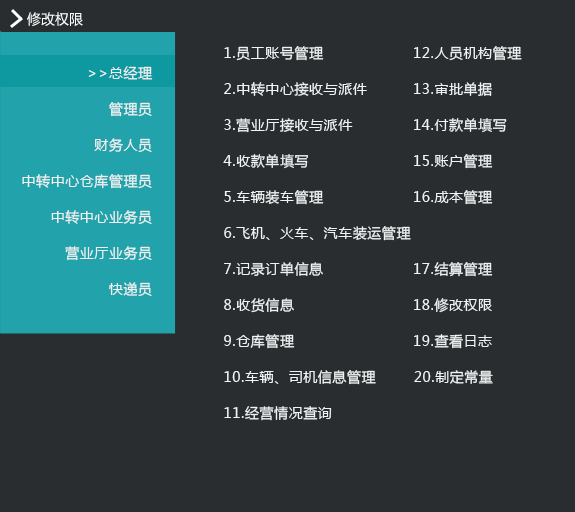 修改权限
>>总经理
管理员
财务人员
中转中心仓库管理员
中转中心业务员
营业厅业务员
快递员
1.员工账号管理
2.中转中心接收与派件
3.营业厅接收与派件
4.收款单填写
5.车辆装车管理
6.飞机、火车、汽车装运管理
7.记录订单信息
8.收货信息
9.仓库管理
10.车辆、司机信息管理
11.经营情况查询
12.人员机构管理
13.审批单据
14.付款单填写
15.账户管理
16.成本管理
17.结算管理
18.修改权限
19.查看日志
20.制定常量